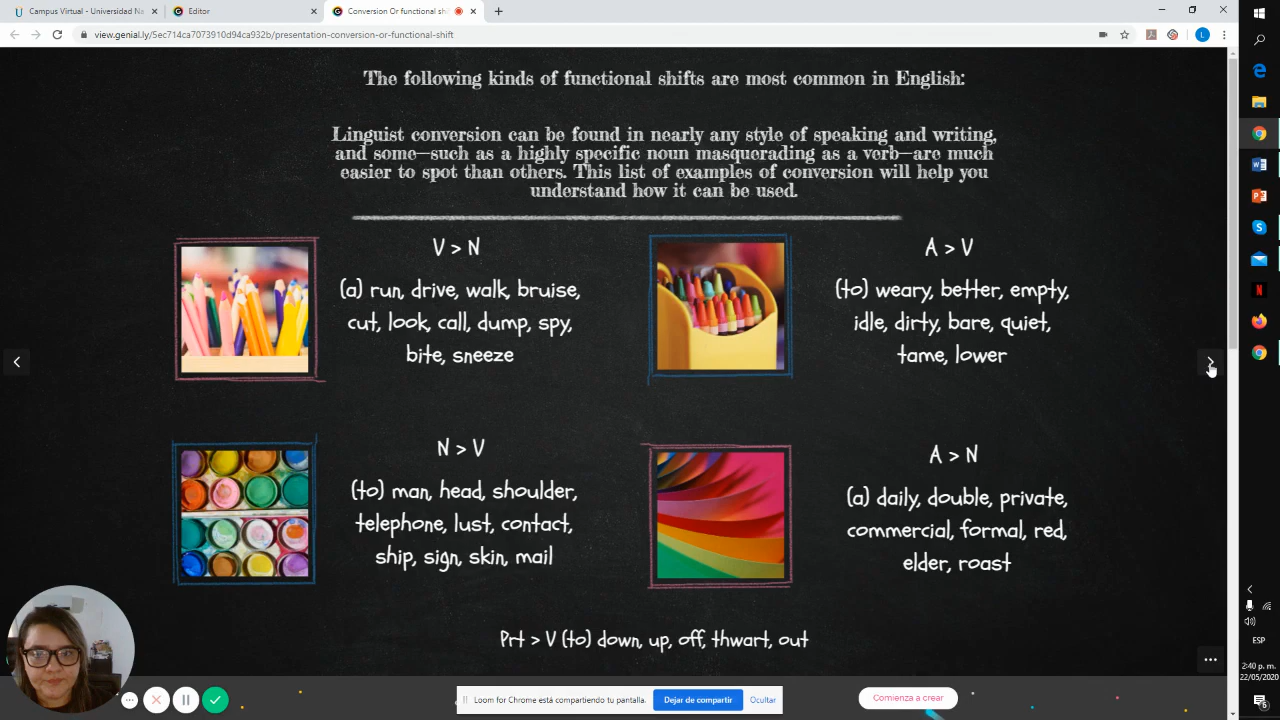 Campus Virtual - Universidad Na
Editor
Conversion Or functional shi
view.genial.ly/5ec714ca7073910d94ca932b/presentation-conversion-or-functional-shift
L
The following kinds of functional shifts are most common in English:
Linguist conversion can be found in nearly any style of speaking and writing,
and some—such as a highly specific noun masquerading as a verb—are much
easier to spot than others. This list of examples of conversion will help you
understand how it can be used.
V > N
(a) run, drive, walk, bruise,
cut, look, call, dump, spy,
bite, sneeze
A > V
(to) weary, better, empty,
idle, dirty, bare, quiet,
tame, lower
N > V
(to) man, head, shoulder,
telephone, lust, contact,
ship, sign, skin, mail
A > N
(a) daily, double, private,
commercial, formal, red,
elder, roast
Prt > V (to) down, up, off, thwart, out
Loom for Chrome está compartiendo tu pantalla.
Dejar de compartir
Ocultar
Comienza a crear
ESP
2:40 p. m.
22/05/2020